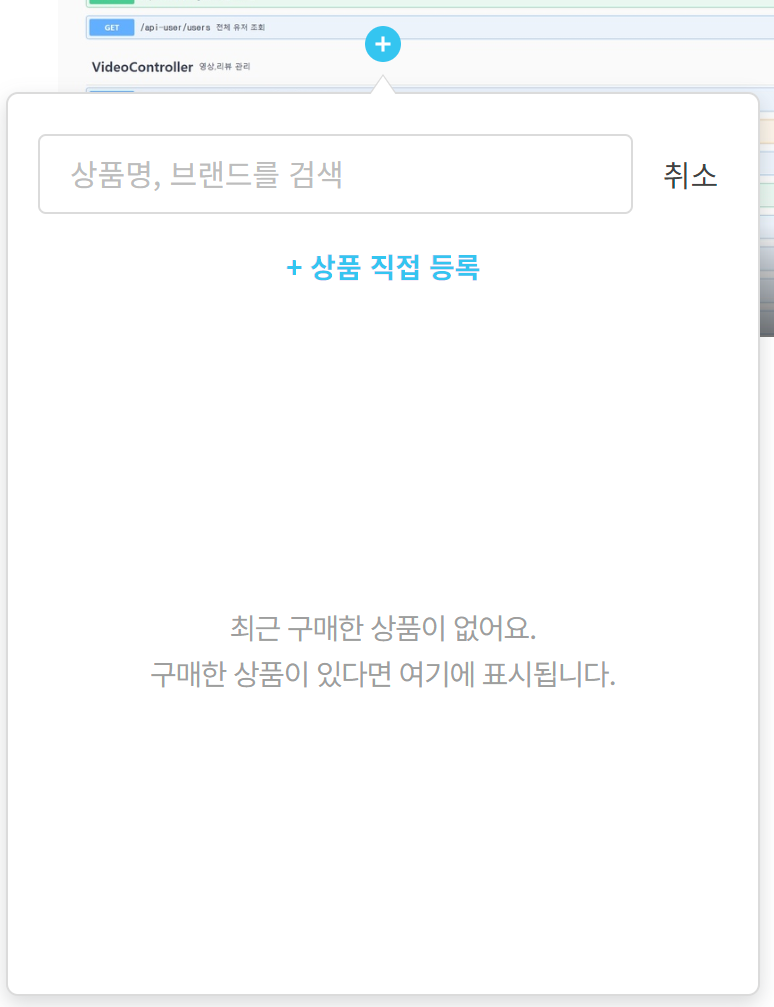 GET /api-user/users 전체 유저 조회
VideoController 영상,리뷰 관리
상품명, 브랜드를 검색 취소
+ 상품 직접 등록
최근 구매한 상품이 없어요.
구매한 상품이 있다면 여기에 표시됩니다.